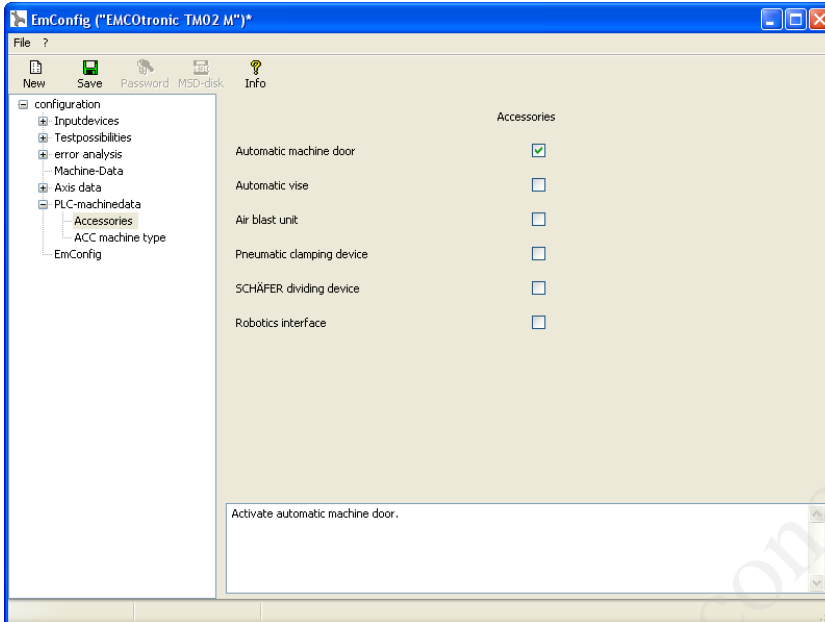 EmConfig ("EMCOtronic TM02 M")*
File ?
New Save Password MSD-disk Info
configuration
Inputdevices
Testpossibilities
error analysis
Machine-Data
Axis data
PLC-machinedata
Accessories
ACC machine type
EmConfig
Accessories
Automatic machine door
Automatic vise
Air blast unit
Pneumatic clamping device
SCHÄFER dividing device
Robotics interface
Activate automatic machine door.